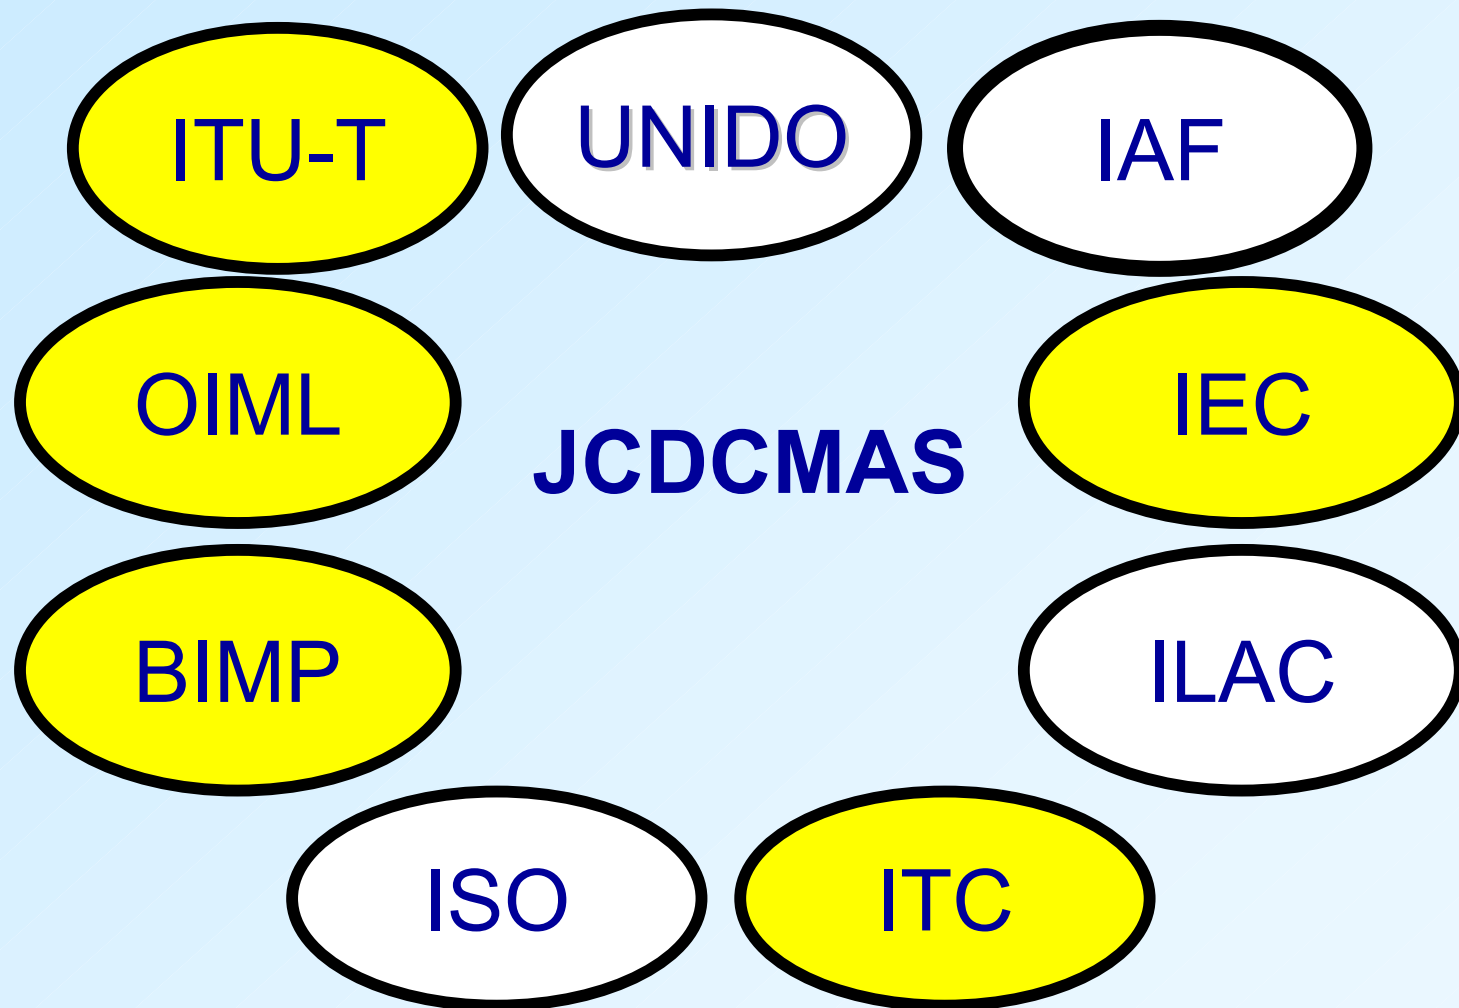 ITU-T
UNIDO
IAF
OIML
IEC
JCDCMAS
BIMP
ILAC
ISO
ITC